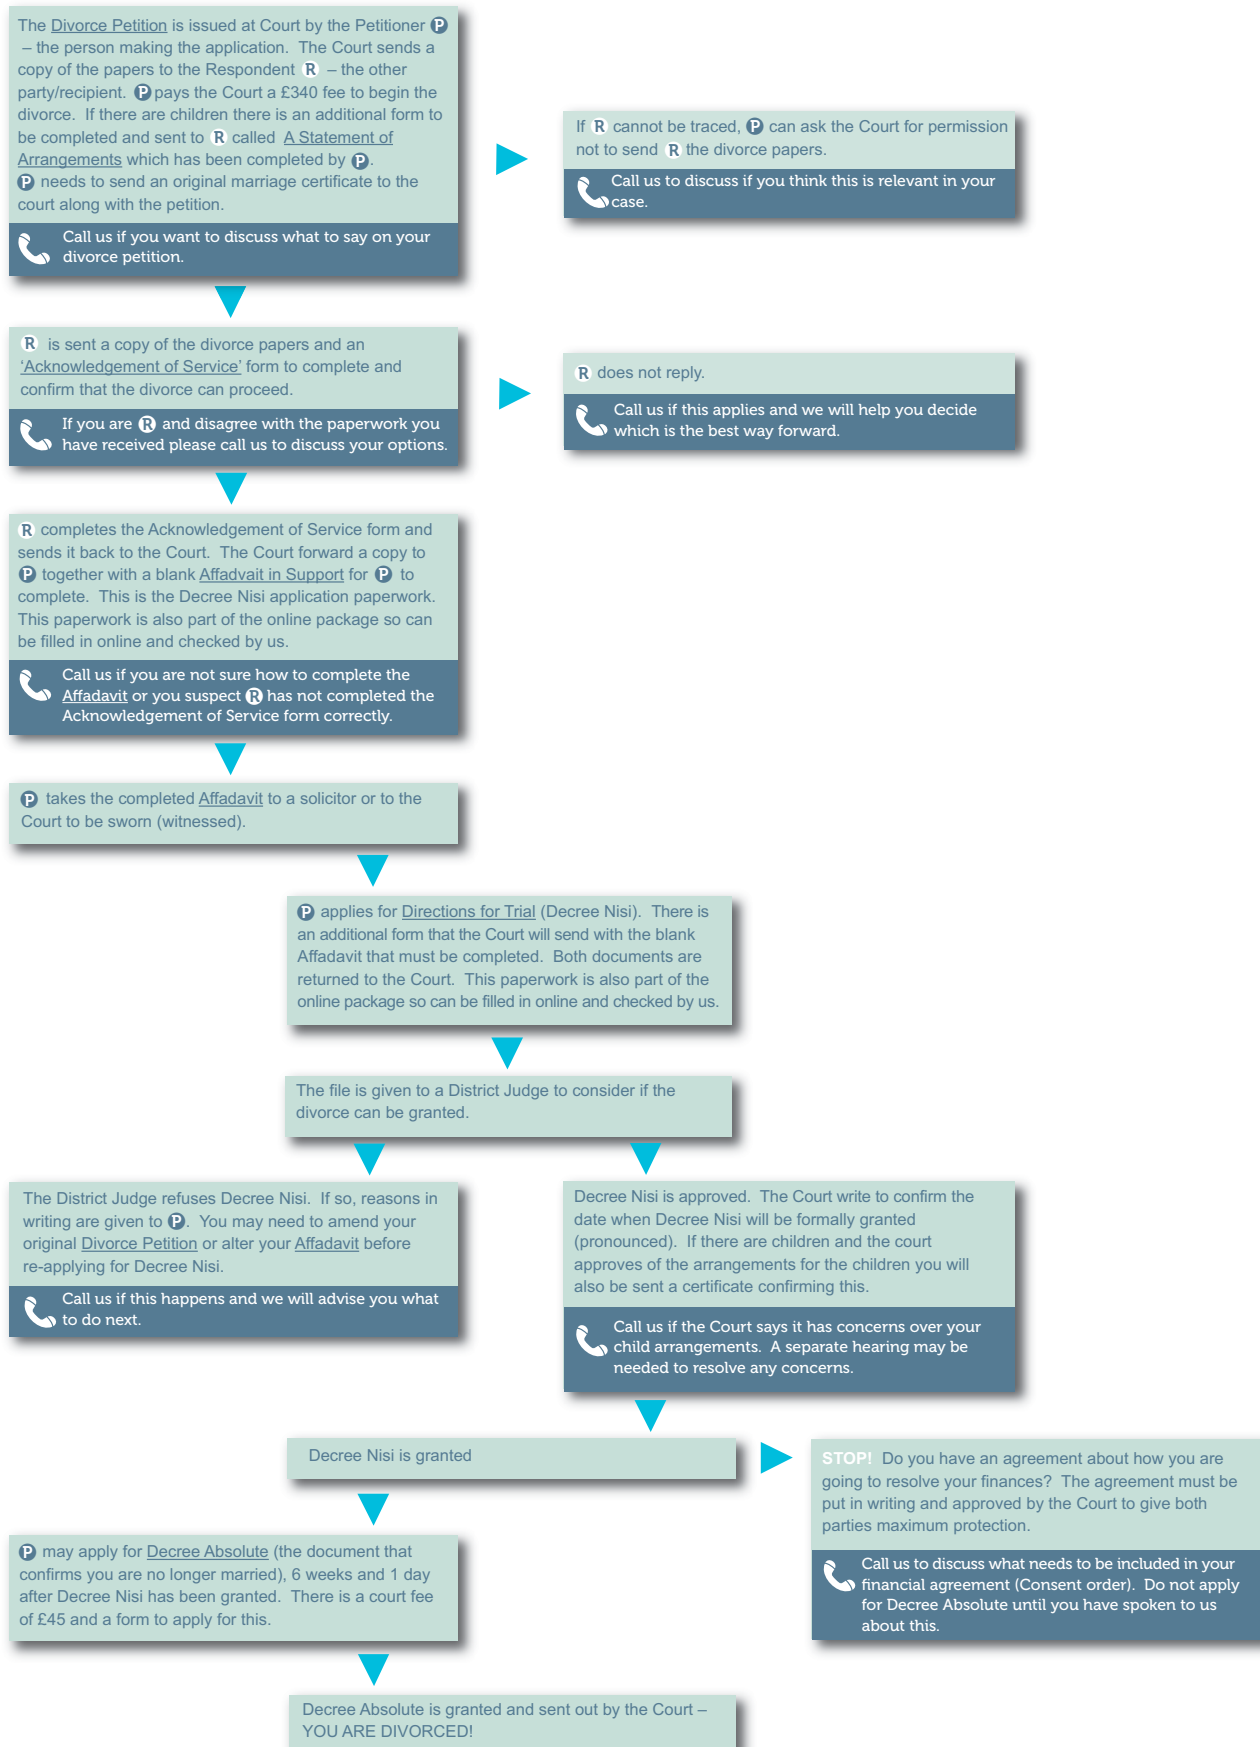 The Divorce Petition is issued at Court by the Petitioner P
– the person making the application. The Court sends a
copy of the papers to the Respondent R – the other
party/recipient. P pays the Court a £340 fee to begin the
divorce. If there are children there is an additional form to
be completed and sent to R called A Statement of
Arrangements which has been completed by P.
P needs to send an original marriage certificate to the
court along with the petition.
Call us if you want to discuss what to say on your
divorce petition.
If R cannot be traced, P can ask the Court for permission
not to send R the divorce papers.
Call us to discuss if you think this is relevant in your
case.
R is sent a copy of the divorce papers and an
‘Acknowledgement of Service’ form to complete and
confirm that the divorce can proceed.
If you are R and disagree with the paperwork you
have received please call us to discuss your options.
R does not reply.
Call us if this applies and we will help you decide
which is the best way forward.
R completes the Acknowledgement of Service form and
sends it back to the Court. The Court forward a copy to
P together with a blank Affadvait in Support for P to
complete. This is the Decree Nisi application paperwork.
This paperwork is also part of the online package so can
be filled in online and checked by us.
Call us if you are not sure how to complete the
Affadavit or you suspect R has not completed the
Acknowledgement of Service form correctly.
P takes the completed Affadavit to a solicitor or to the
Court to be sworn (witnessed).
P applies for Directions for Trial (Decree Nisi). There is
an additional form that the Court will send with the blank
Affadavit that must be completed. Both documents are
returned to the Court. This paperwork is also part of the
online package so can be filled in online and checked by us.
The file is given to a District Judge to consider if the
divorce can be granted.
The District Judge refuses Decree Nisi. If so, reasons in
writing are given to P. You may need to amend your
original Divorce Petition or alter your Affadavit before
re-applying for Decree Nisi.
Call us if this happens and we will advise you what
to do next.
Decree Nisi is approved. The Court write to confirm the
date when Decree Nisi will be formally granted
(pronounced). If there are children and the court
approves of the arrangements for the children you will
also be sent a certificate confirming this.
Call us if the Court says it has concerns over your
child arrangements. A separate hearing may be
needed to resolve any concerns.
Decree Nisi is granted
STOP! Do you have an agreement about how you are
going to resolve your finances? The agreement must be
put in writing and approved by the Court to give both
parties maximum protection.
Call us to discuss what needs to be included in your
financial agreement (Consent order). Do not apply
for Decree Absolute until you have spoken to us
about this.
P may apply for Decree Absolute (the document that
confirms you are no longer married), 6 weeks and 1 day
after Decree Nisi has been granted. There is a court fee
of £45 and a form to apply for this.
Decree Absolute is granted and sent out by the Court –
YOU ARE DIVORCED!